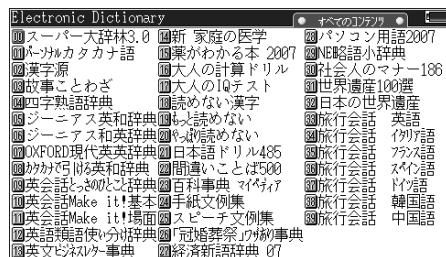 Electronic Dictionary
すべてのコンテンツ
00スーパー大辞林3.0
01パーソナルカタカナ語
02漢字源
03故事ことわざ
04四字熟語辞典
05ジーニアス英和辞典
06ジーニアス和英辞典
07OXFORD現代英英辞典
08カタカナで引ける英和辞典
09英会話とっさのひとこと辞典
10英会話Make it!基本
11英会話Make it!場面
12英語類語使い分け辞典
13英文ビジネスレター事典
14新 家庭の医学
15薬がわかる本 2007
16大人の計算ドリル
17大人のIQテスト
18読めない漢字
19もっと読めない
20やっぱり読めない
21日本語ドリル485
22間違いことば500
23百科事典 マイペディア
24手紙文例集
25スピーチ文例集
26「冠婚葬祭」ワザあり事典
27経済新語辞典 07
28パソコン用語2007
29NE略語小辞典
30社会人のマナー186
31世界遺産100選
32日本の世界遺産
33旅行会話 英語
34旅行会話 イタリア語
35旅行会話 フランス語
36旅行会話 スペイン語
37旅行会話 ドイツ語
38旅行会話 韓国語
39旅行会話 中国語